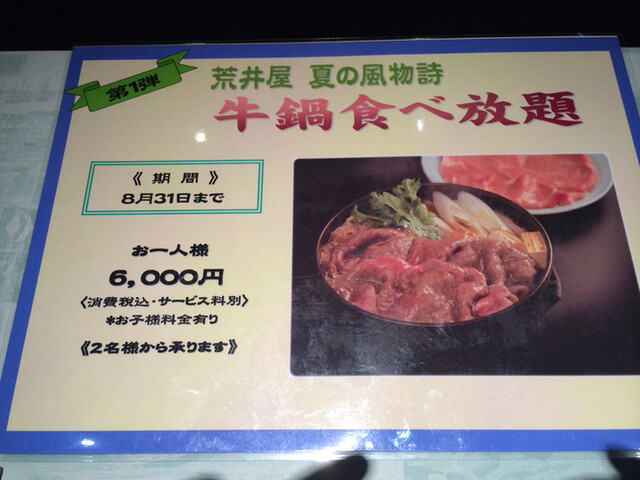 第1弾
荒井屋 夏の風物詩
牛鍋食べ放題
《 期 間 》
8月31日まで
お一人様
6,000円
〈消費税込・サービス料別〉
*お子様料金有り
《2名様から承ります》